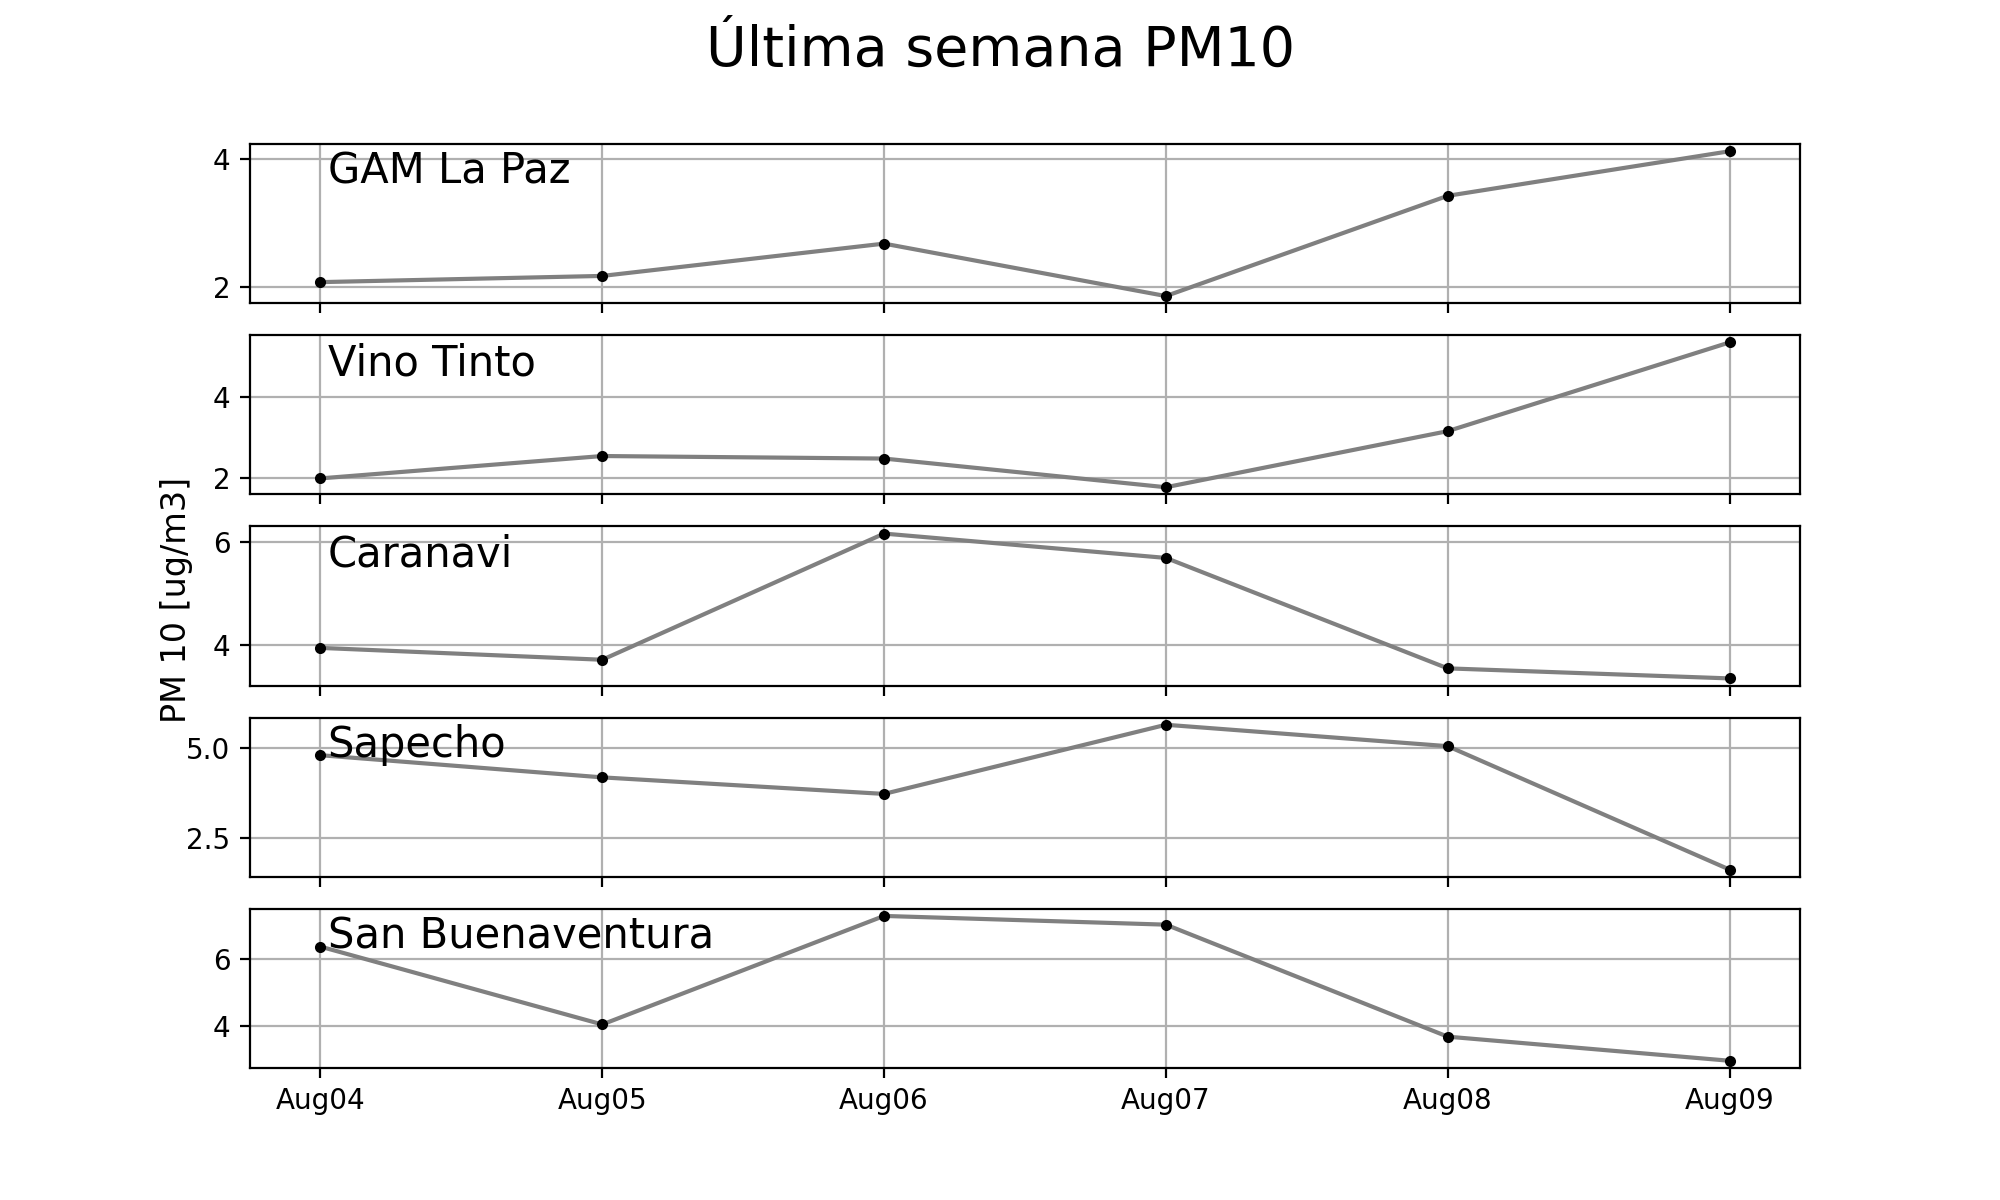 Última semana PM10
PM 10 [ug/m3]
GAM La Paz
4
2
Vino Tinto
4
2
Caranavi
6
4
Sapecho
5.0
2.5
San Buenaventura
6
4
Aug04 Aug05 Aug06 Aug07 Aug08 Aug09